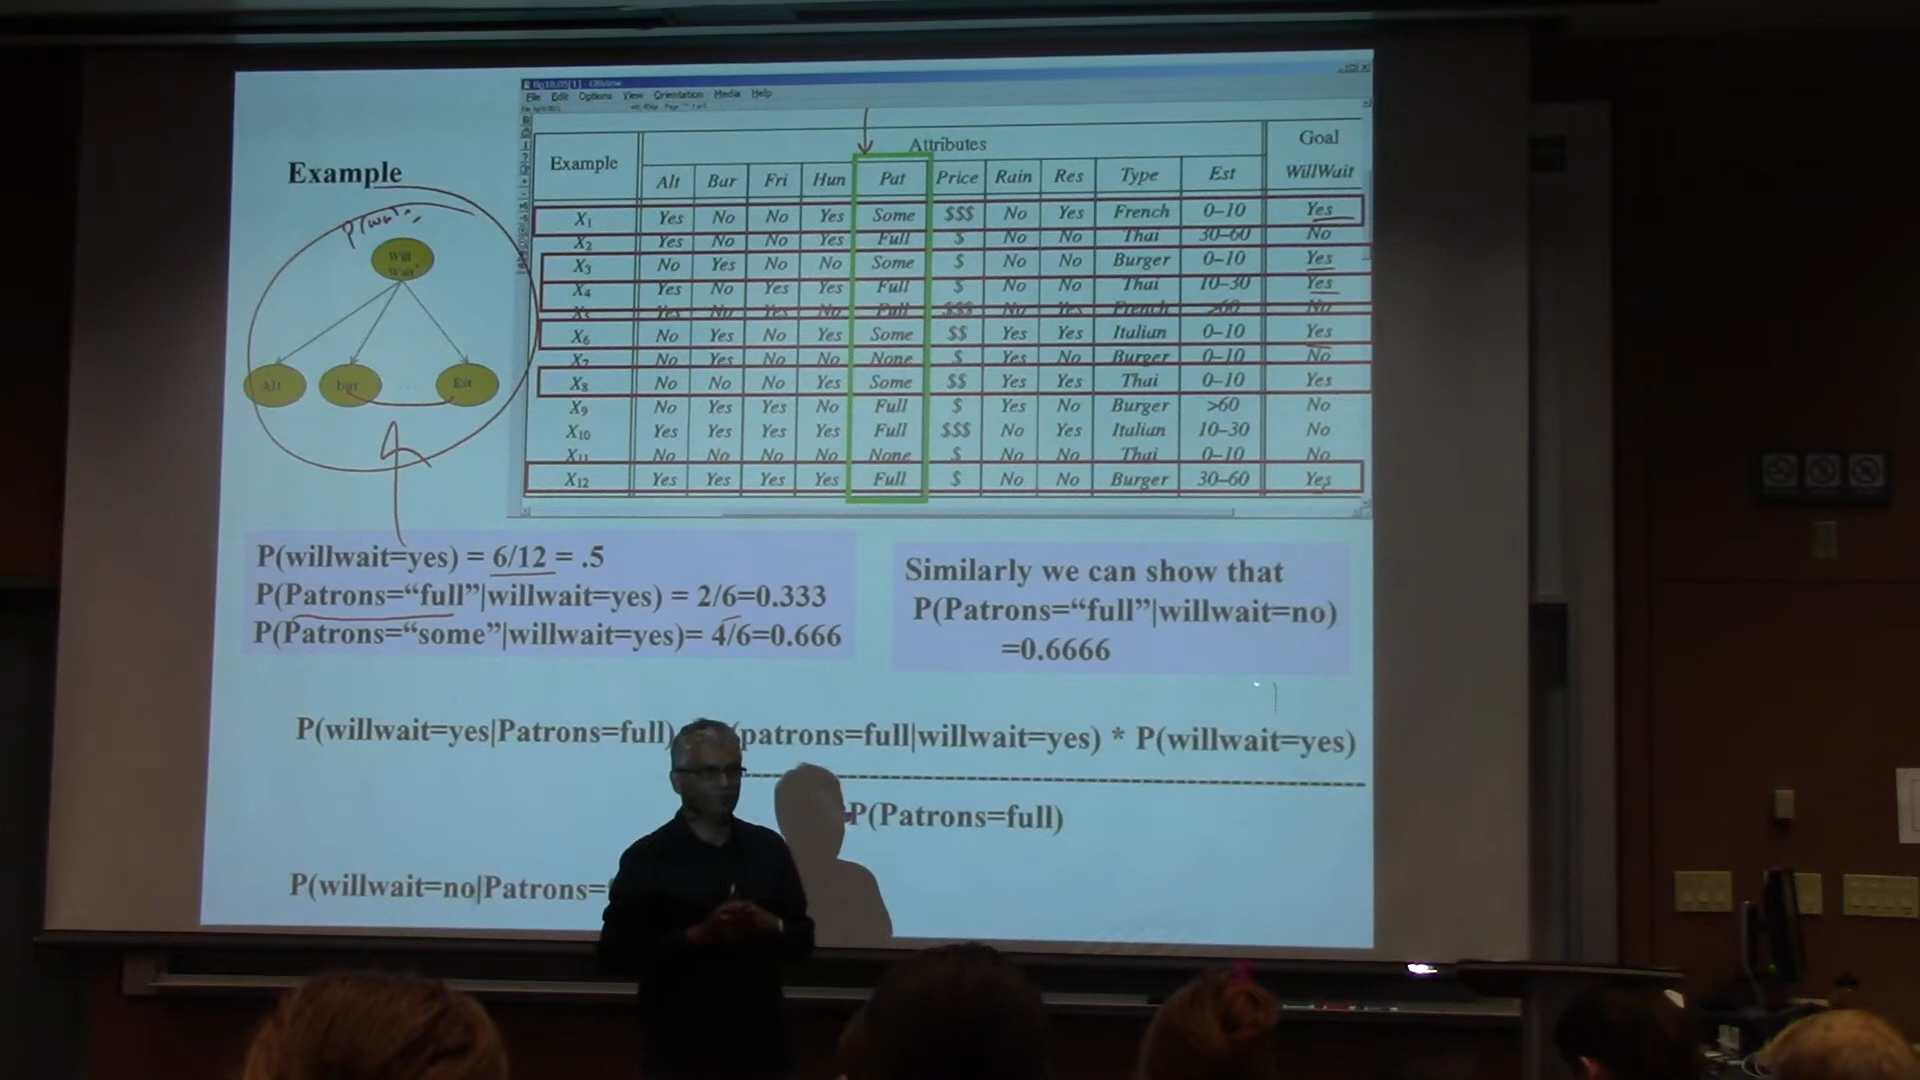 Example
P(wait
Will
Wait
Alt
bar
Est
File Edit Options View Orientation Media Help
Example Attributes Goal
Alt Bar Fri Hun Pat Price Rain Res Type Est WillWait
X1 Yes No No Yes Some $$$ No Yes French 0–10 Yes
X2 Yes No No Yes Full $ No No Thai 30–60 No
X3 No Yes No No Some $ No No Burger 0–10 Yes
X4 Yes No Yes Yes Full $ No No Thai 10–30 Yes
X5 Yes No Yes No Full $$$ No Yes French >60 No
X6 No Yes No Yes Some $$ Yes Yes Italian 0–10 Yes
X7 No Yes No No None $ Yes No Burger 0–10 No
X8 No No No Yes Some $$ Yes Yes Thai 0–10 Yes
X9 No Yes Yes No Full $ Yes No Burger >60 No
X10 Yes Yes Yes Yes Full $$$ No Yes Italian 10–30 No
X11 No No No No None $ No No Thai 0–10 No
X12 Yes Yes Yes Yes Full $ No No Burger 30–60 Yes
P(willwait=yes) = 6/12 = .5
P(Patrons=“full”|willwait=yes) = 2/6=0.333
P(Patrons=“some”|willwait=yes)= 4/6=0.666
Similarly we can show that
P(Patrons=“full”|willwait=no)
=0.6666
P(willwait=yes|Patrons=full) (patrons=full|willwait=yes) * P(willwait=yes)
P(Patrons=full)
P(willwait=no|Patrons=